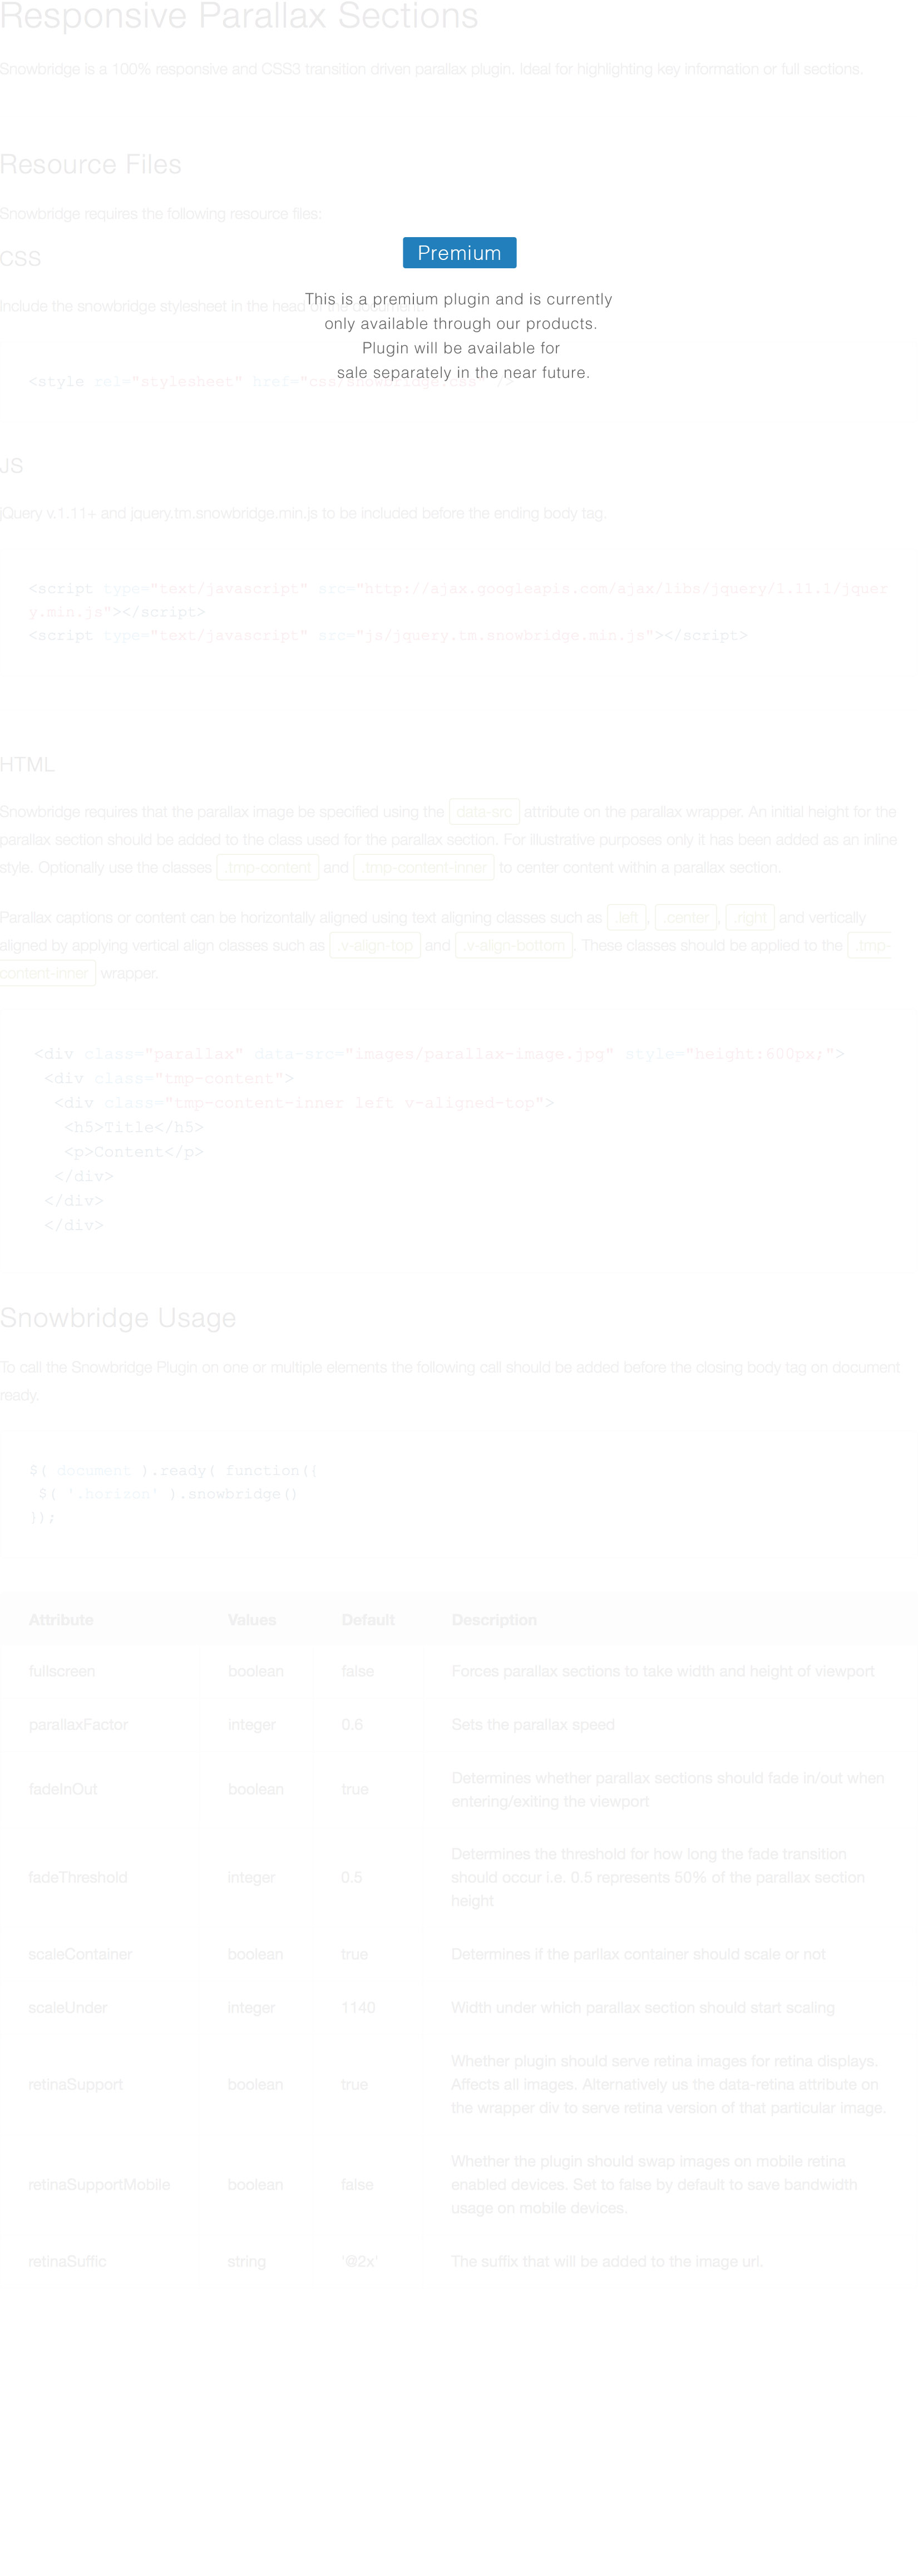 Responsive Parallax Sections
Snowbridge is a 100% responsive and CSS3 transition driven parallax plugin. Ideal for highlighting key information or full sections.
Resource Files
Snowbridge requires the following resource files:
CSS
Premium
Include the snowbridge stylesheet in the head of the document.
This is a premium plugin and is currently
only available through our products.
Plugin will be available for
sale separately in the near future.
<style rel="stylesheet" href="css/snowbridge.css" />
JS
jQuery v.1.11+ and jquery.tm.snowbridge.min.js to be included before the ending body tag.
<script type="text/javascript" src="http://ajax.googleapis.com/ajax/libs/jquery/1.11.1/jquer
y.min.js"></script>
<script type="text/javascript" src="js/jquery.tm.snowbridge.min.js"></script>
HTML
Snowbridge requires that the parallax image be specified using the data-src attribute on the parallax wrapper. An initial height for the
parallax section should be added to the class used for the parallax section. For illustrative purposes only it has been added as an inline
style. Optionally use the classes .tmp-content and .tmp-content-inner to center content within a parallax section.
Parallax captions or content can be horizontally aligned using text aligning classes such as .left, .center, .right and vertically
aligned by applying vertical align classes such as .v-align-top and .v-align-bottom. These classes should be applied to the .tmp-
content-inner wrapper.
<div class="parallax" data-src="images/parallax-image.jpg" style="height:600px;">
<div class="tmp-content">
<div class="tmp-content-inner left v-aligned-top">
<h5>Title</h5>
<p>Content</p>
</div>
</div>
</div>
Snowbridge Usage
To call the Snowbridge Plugin on one or multiple elements the following call should be added before the closing body tag on document
ready.
$( document ).ready( function({
$( '.horizon' ).snowbridge()
});
Attribute Values Default Description
fullscreen boolean false Forces parallax sections to take width and height of viewport
parallaxFactor integer 0.6 Sets the parallax speed
fadeInOut boolean true Determines whether parallax sections should fade in/out when
entering/exiting the viewport
fadeThreshold integer 0.5 Determines the threshold for how long the fade transition
should occur i.e. 0.5 represents 50% of the parallax section
height
scaleContainer boolean true Determines if the parllax container should scale or not
scaleUnder integer 1140 Width under which parallax section should start scaling
retinaSupport boolean true Whether plugin should serve retina images for retina displays.
Affects all images. Alternatively us the data-retina attribute on
the wrapper div to serve retina version of that particular image.
retinaSupportMobile boolean false Whether the plugin should swap images on mobile retina
enabled devices. Set to false by default to save bandwidth
usage on mobile devices.
retinaSuffic string '@2x' The suffix that will be added to the image url.